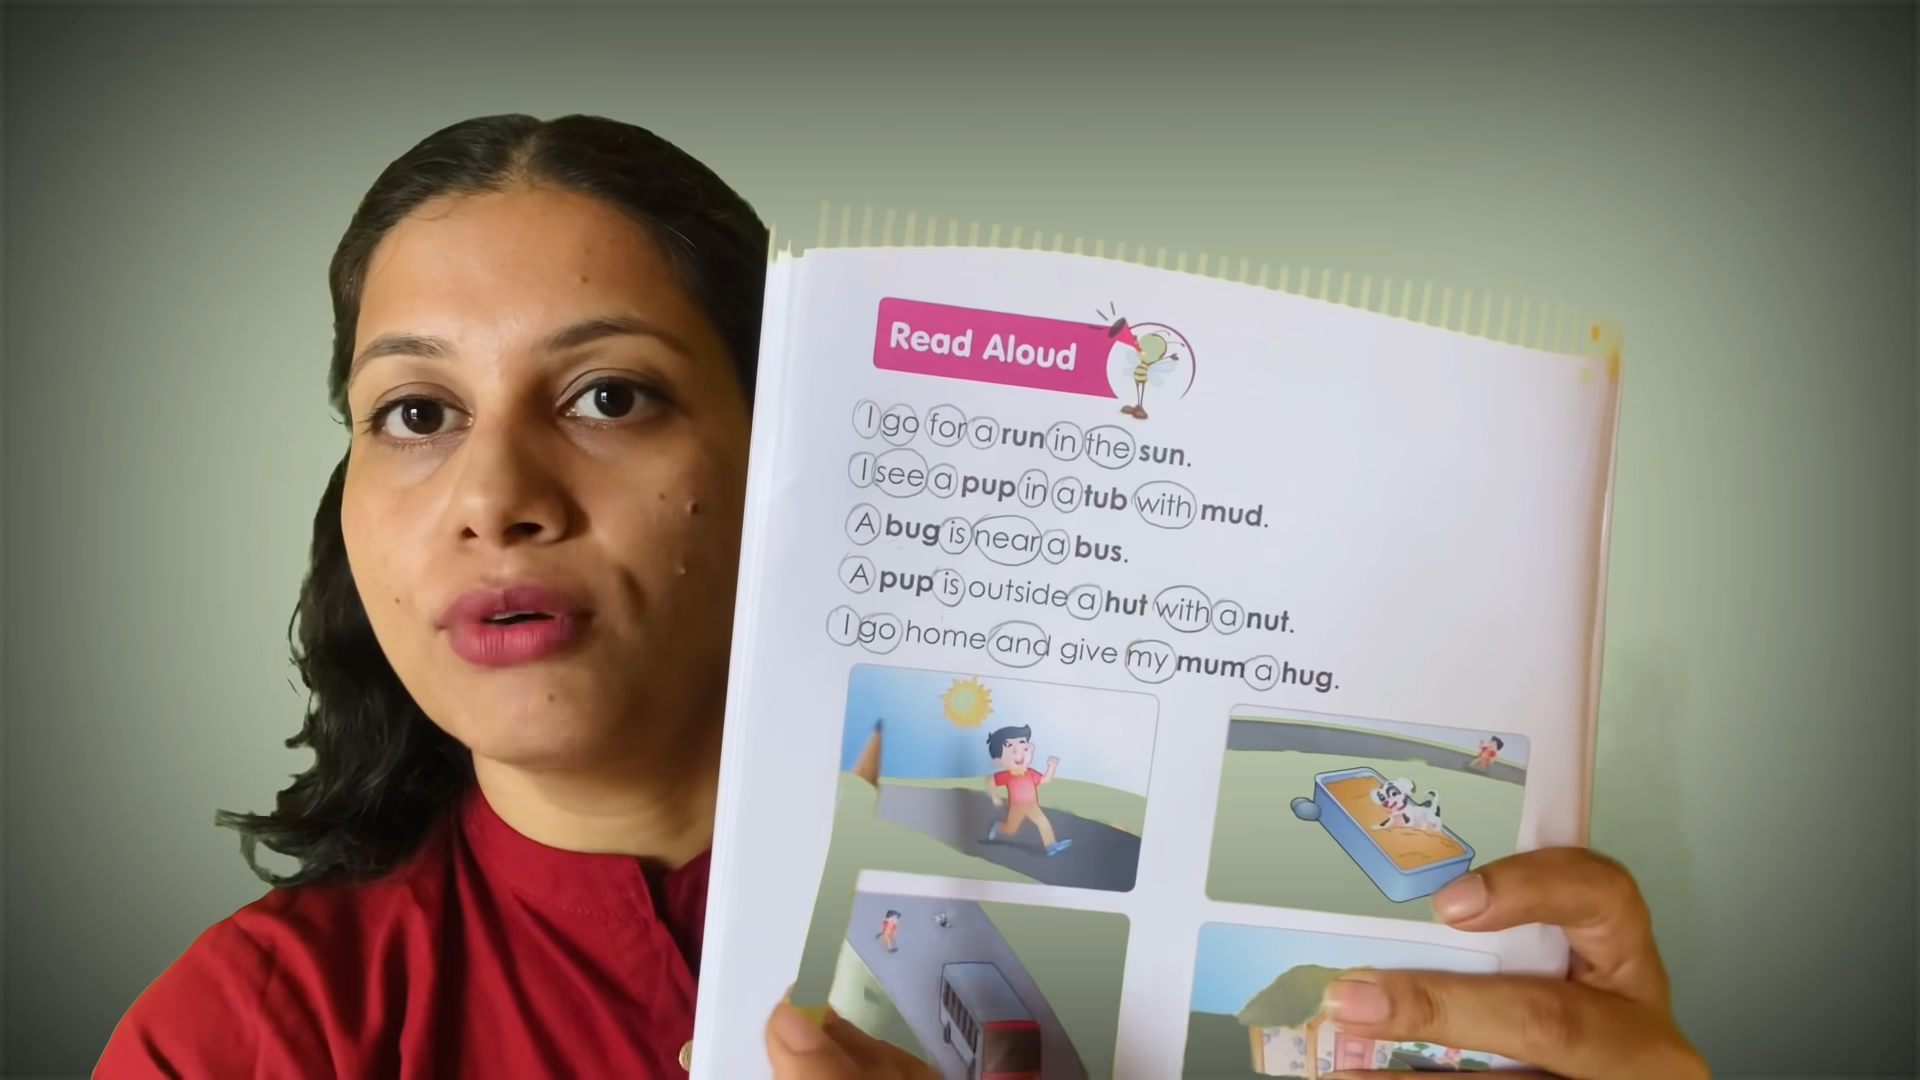 Read Aloud
I go for a run in the sun.
I see a pup in a tub with mud.
A bug is near a bus.
A pup is outside a hut with a nut.
I go home and give my mum a hug.